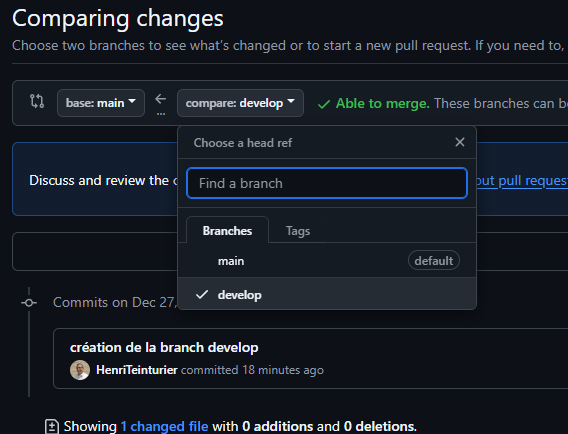 Comparing changes
Choose two branches to see what's changed or to start a new pull request. If you need to,
base: main compare: develop Able to merge. These branches can be
Choose a head ref
Discuss and review the
out pull request
Find a branch
Branches Tags
main default
develop
Commits on Dec 27,
création de la branch develop
HenriTeinturier committed 18 minutes ago
Showing 1 changed file with 0 additions and 0 deletions.